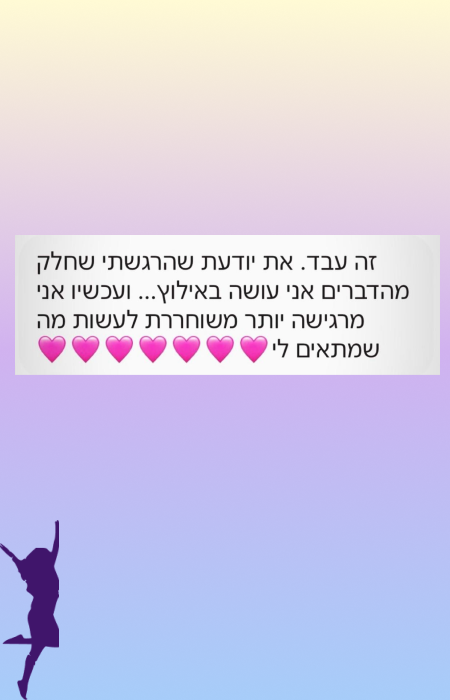 זה עבד. את יודעת שהרגשתי שחלק
מהדברים אני עושה באילוץ... ועכשיו אני
מרגישה יותר משוחררת לעשות מה
שמתאים לי 🩷🩷🩷🩷🩷🩷🩷